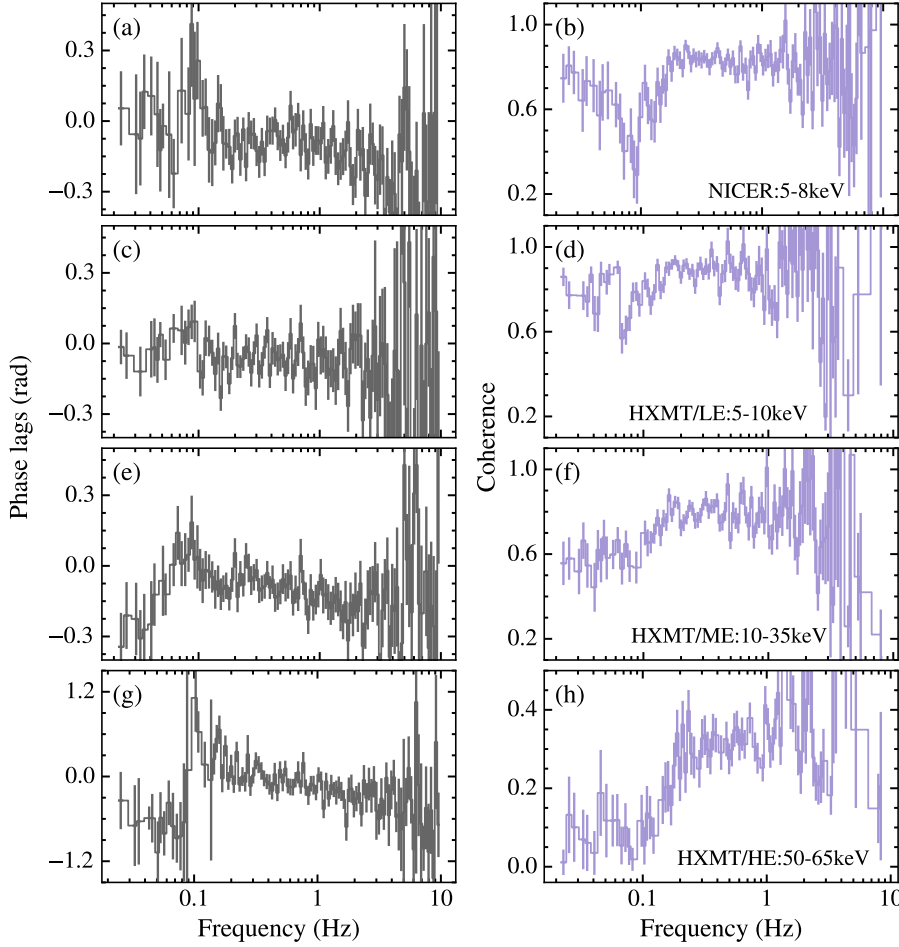 (a)
0.3
0.0
−0.3
(b)
1.0
0.6
0.2
NICER:5-8keV
(c)
0.3
0.0
−0.3
(d)
1.0
0.6
0.2
HXMT/LE:5-10keV
Phase lags (rad)
Coherence
(e)
0.3
0.0
−0.3
(f)
1.0
0.6
0.2
HXMT/ME:10-35keV
(g)
1.2
0.0
−1.2
0.1 1 10
Frequency (Hz)
(h)
0.4
0.2
0.0
HXMT/HE:50-65keV
0.1 1 10
Frequency (Hz)